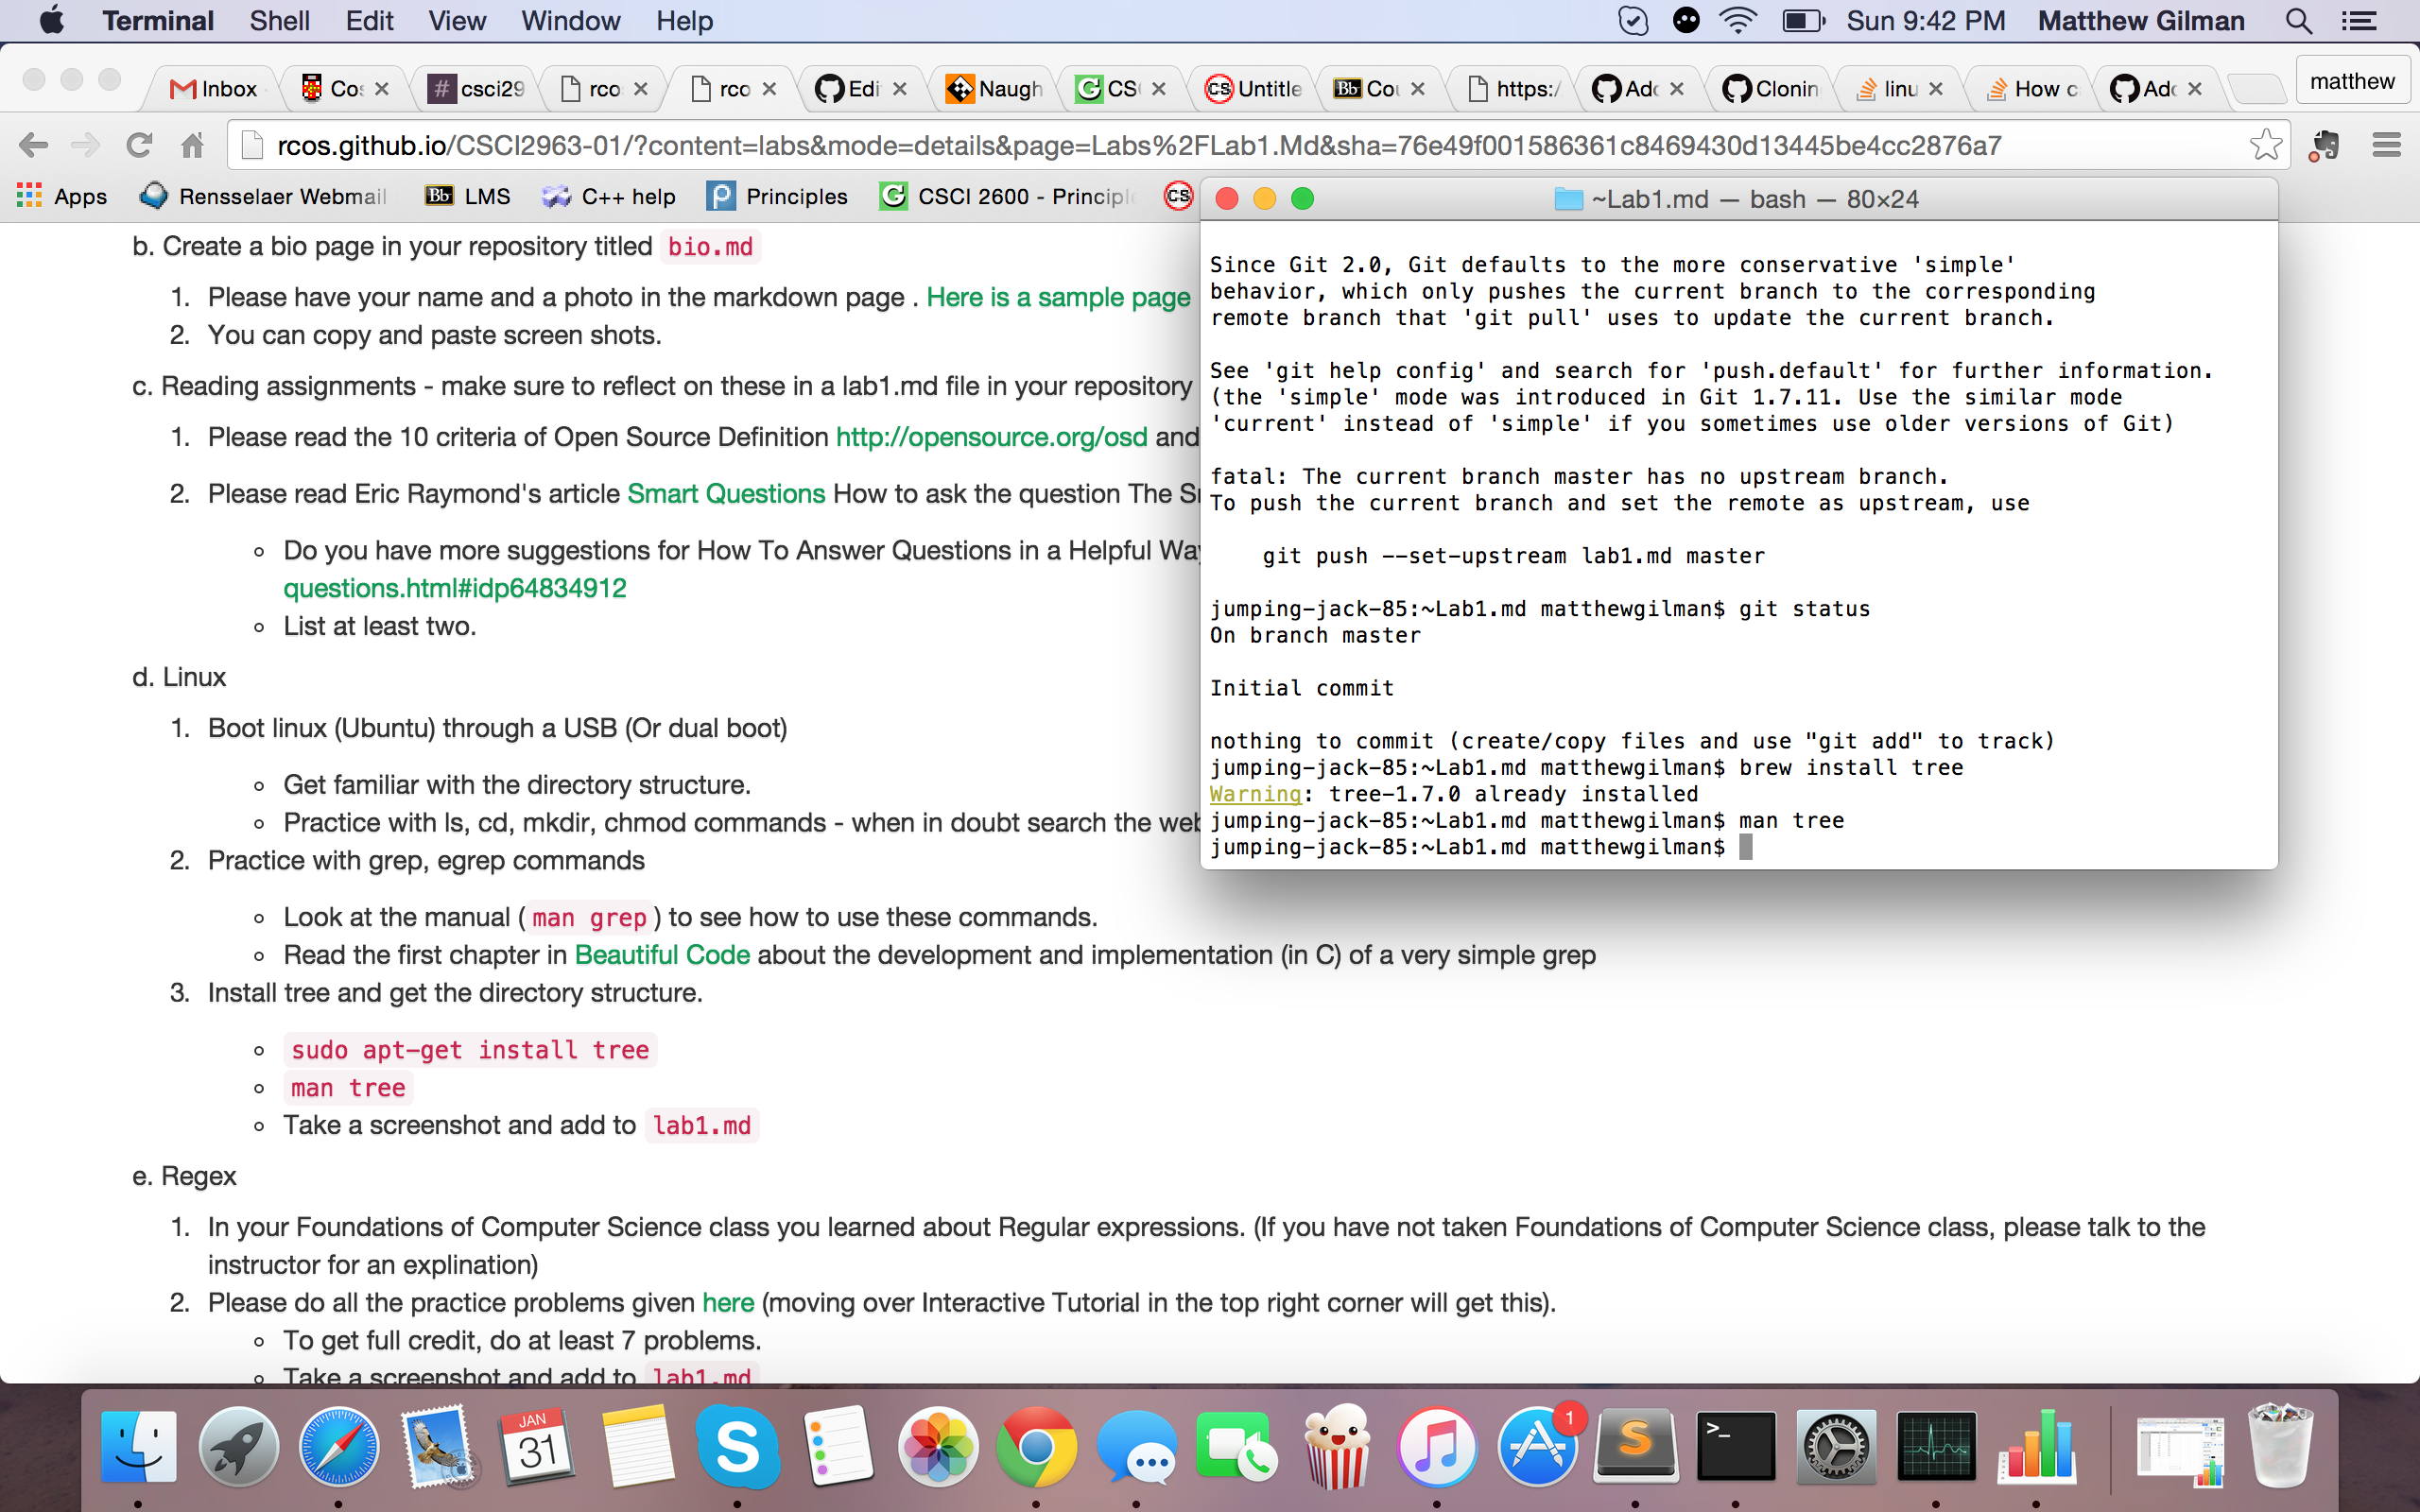 Terminal Shell Edit View Window Help Sun 9:42 PM Matthew Gilman
Inbox Cos csci29 rco rco Edi Naugh CS Untitle Bb Cou https:/ Adc Clonin linu How c Adc matthew
rcos.github.io/CSCI2963-01/?content=labs&mode=details&page=Labs%2FLab1.Md&sha=76e49f001586361c8469430d13445be4cc2876a7
Apps Rensselaer Webmail Bb LMS C++ help Principles CSCI 2600 - Principl
b. Create a bio page in your repository titled bio.md
1. Please have your name and a photo in the markdown page . Here is a sample page
2. You can copy and paste screen shots.
c. Reading assignments - make sure to reflect on these in a lab1.md file in your repository
1. Please read the 10 criteria of Open Source Definition http://opensource.org/osd and
2. Please read Eric Raymond's article Smart Questions How to ask the question The
Do you have more suggestions for How To Answer Questions in a Helpful Way
questions.html#idp64834912
List at least two.
d. Linux
1. Boot linux (Ubuntu) through a USB (Or dual boot)
Get familiar with the directory structure.
Practice with ls, cd, mkdir, chmod commands - when in doubt search the web
2. Practice with grep, egrep commands
Look at the manual (man grep) to see how to use these commands.
Read the first chapter in Beautiful Code about the development and implementation (in C) of a very simple grep
3. Install tree and get the directory structure.
sudo apt-get install tree
man tree
Take a screenshot and add to lab1.md
e. Regex
1. In your Foundations of Computer Science class you learned about Regular expressions. (If you have not taken Foundations of Computer Science class, please talk to the
instructor for an explination)
2. Please do all the practice problems given here (moving over Interactive Tutorial in the top right corner will get this).
To get full credit, do at least 7 problems.
Take a screenshot and add to lab1.md
~Lab1.md — bash — 80×24
Since Git 2.0, Git defaults to the more conservative 'simple'
behavior, which only pushes the current branch to the corresponding
remote branch that 'git pull' uses to update the current branch.
See 'git help config' and search for 'push.default' for further information.
(the 'simple' mode was introduced in Git 1.7.11. Use the similar mode
'current' instead of 'simple' if you sometimes use older versions of Git)
fatal: The current branch master has no upstream branch.
To push the current branch and set the remote as upstream, use
git push --set-upstream lab1.md master
jumping-jack-85:~Lab1.md matthewgilman$ git status
On branch master
Initial commit
nothing to commit (create/copy files and use "git add" to track)
jumping-jack-85:~Lab1.md matthewgilman$ brew install tree
Warning: tree-1.7.0 already installed
jumping-jack-85:~Lab1.md matthewgilman$ man tree
jumping-jack-85:~Lab1.md matthewgilman$
JAN
31
1